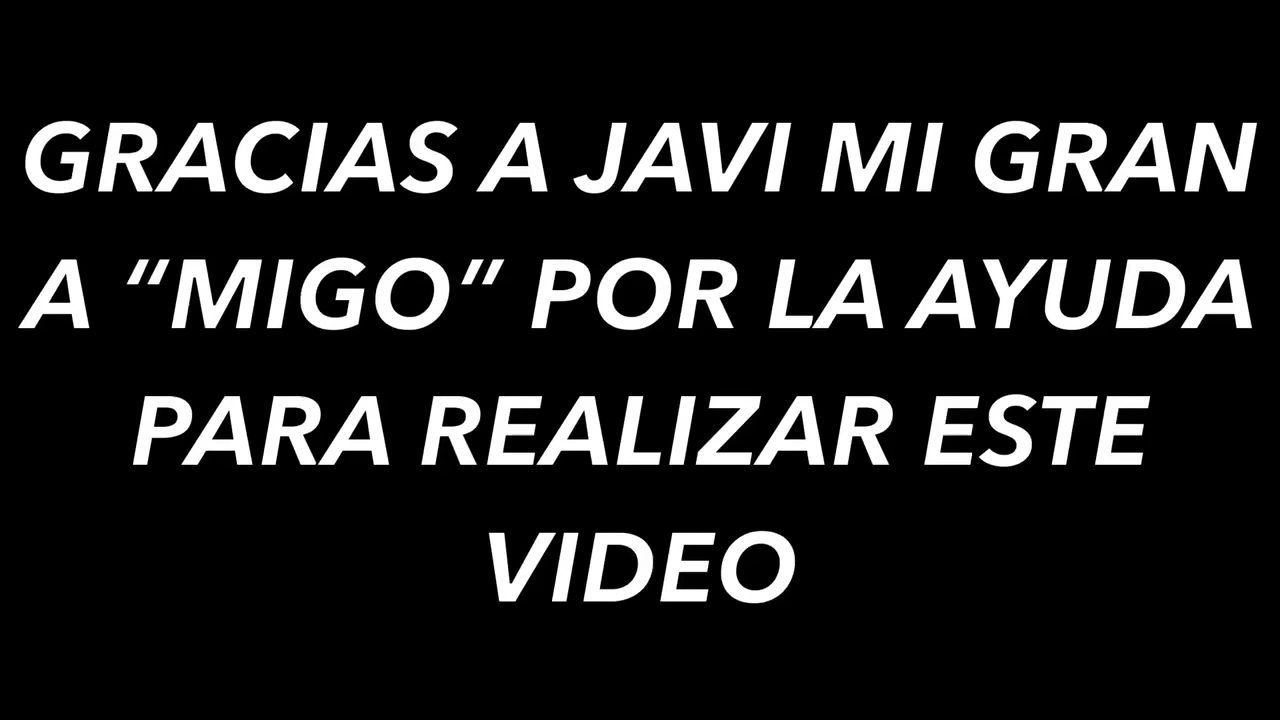 GRACIAS A JAVI MI GRAN
A “MIGO” POR LA AYUDA
PARA REALIZAR ESTE
VIDEO